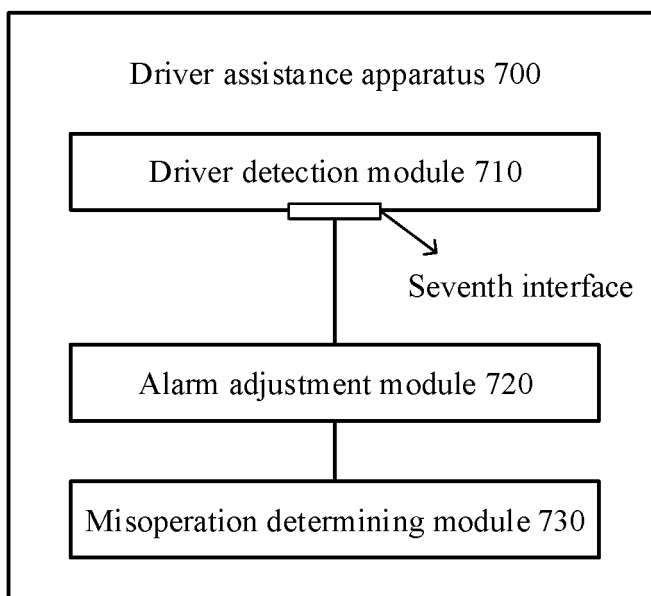 Driver assistance apparatus 700
Driver detection module 710
Seventh interface
Alarm adjustment module 720
Misoperation determining module 730